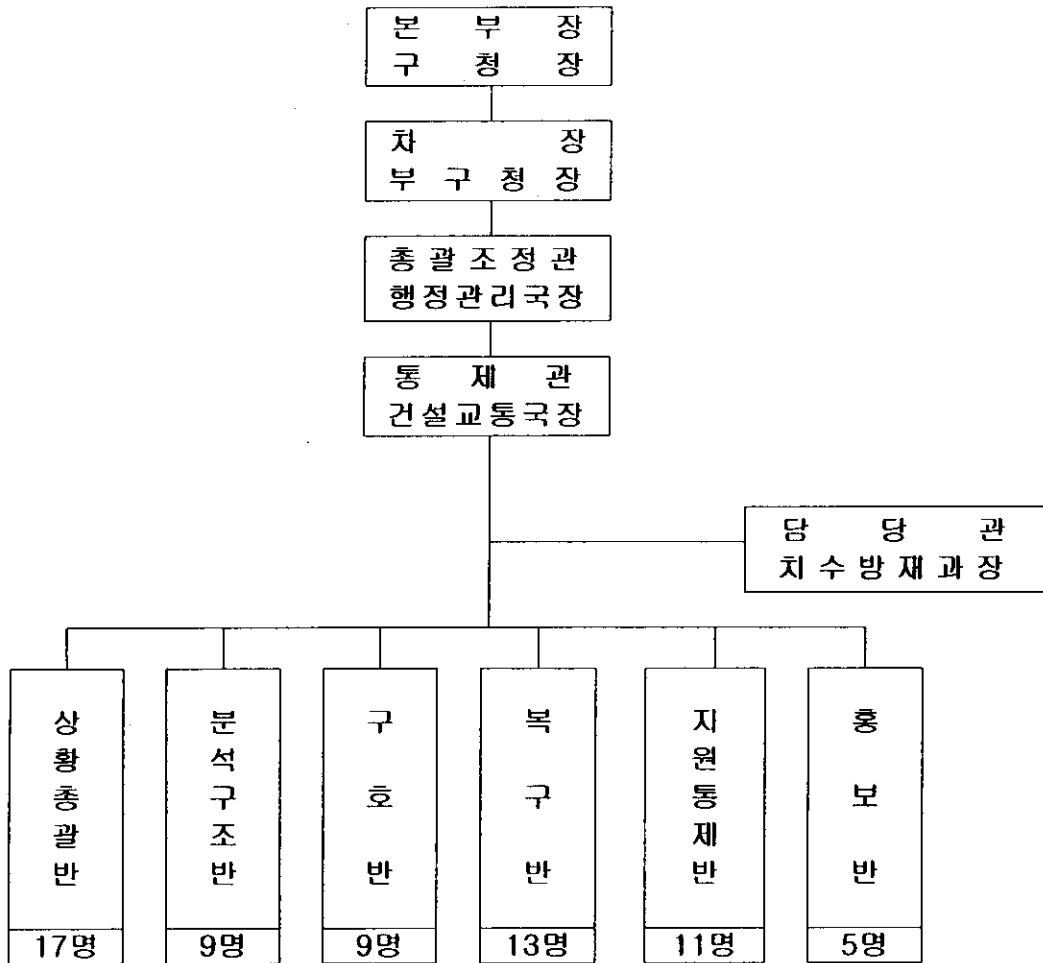 본 부 장
구 청 장
차 장
부 구 청 장
총 괄 조 정 관
행정관리국장
통 제 관
건설교통국장
담 당 관
치 수 방 재 과 장
상황총괄반
분석구조반
구호반
복구반
자원통제반
홍보반
17명
9명
9명
13명
11명
5명